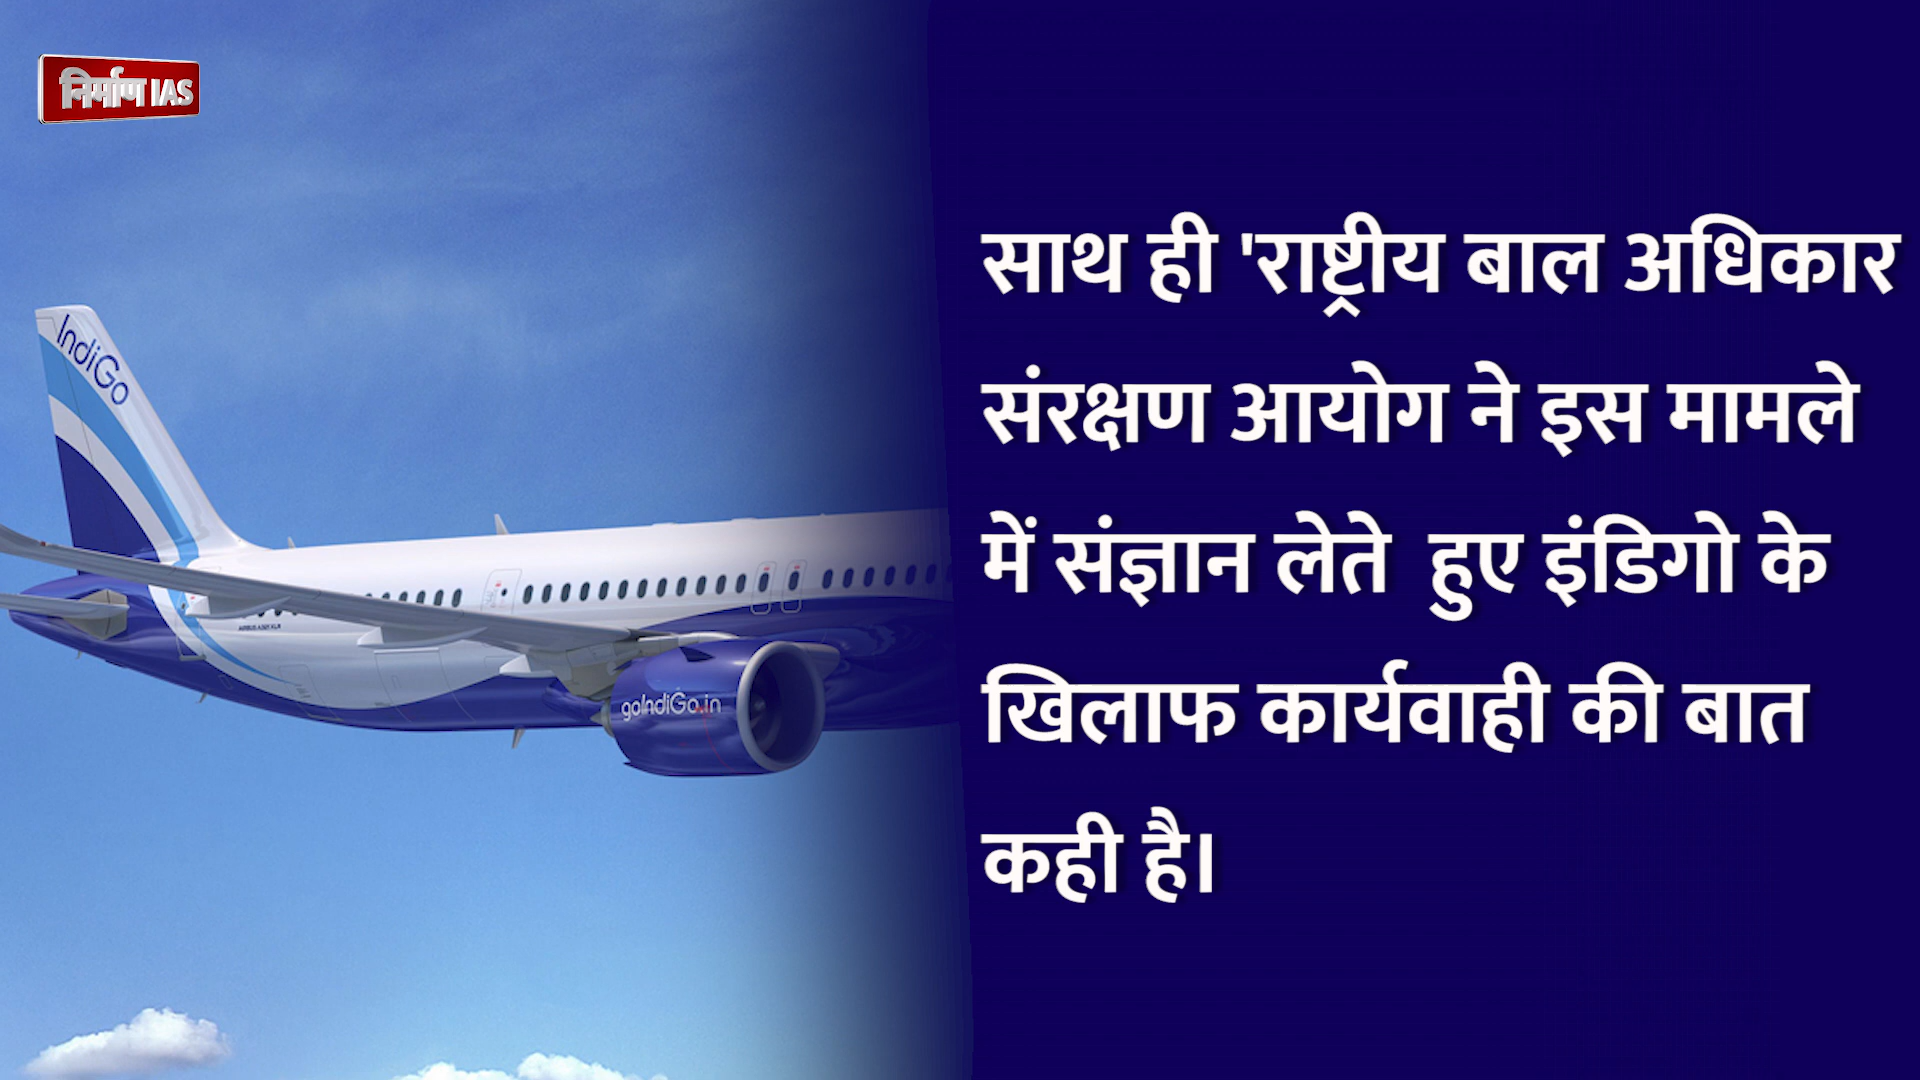 निर्माण IAS
IndiGo
साथ ही 'राष्ट्रीय बाल अधिकार
संरक्षण आयोग ने इस मामले
में संज्ञान लेते  हुए इंडिगो के
खिलाफ कार्यवाही की बात
कही है।
goIndiGo.in